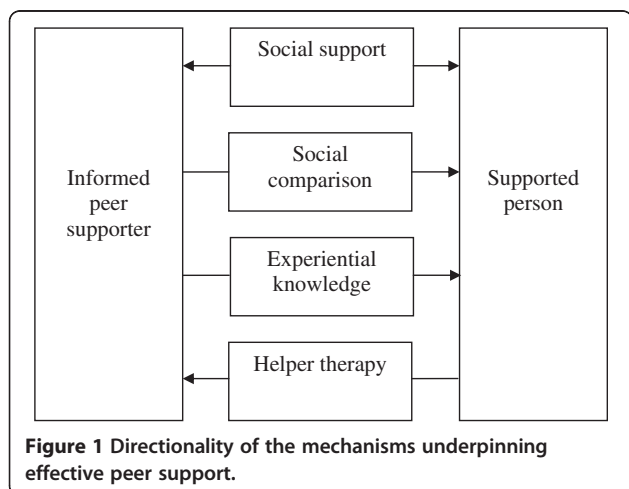 Social support
Social
comparison
Informed
peer
supporter
Supported
person
Experiential
knowledge
Helper therapy
Figure 1 Directionality of the mechanisms underpinning
effective peer support.